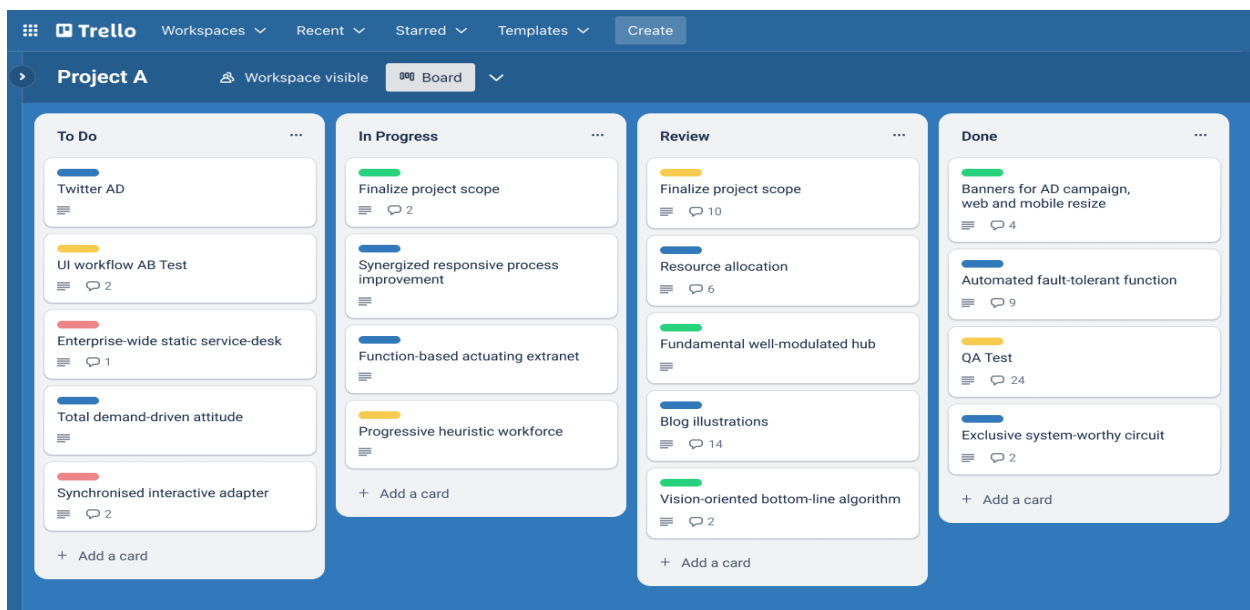 Trello Workspaces Recent Starred Templates Create
Project A Workspace visible Board
To Do
Twitter AD
UI workflow AB Test
2
Enterprise-wide static service-desk
1
Total demand-driven attitude
Synchronised interactive adapter
2
+ Add a card
In Progress
Finalize project scope
2
Synergized responsive process
improvement
Function-based actuating extranet
Progressive heuristic workforce
+ Add a card
Review
Finalize project scope
10
Resource allocation
6
Fundamental well-modulated hub
Blog illustrations
14
Vision-oriented bottom-line algorithm
2
+ Add a card
Done
Banners for AD campaign,
web and mobile resize
4
Automated fault-tolerant function
9
QA Test
24
Exclusive system-worthy circuit
2
+ Add a card